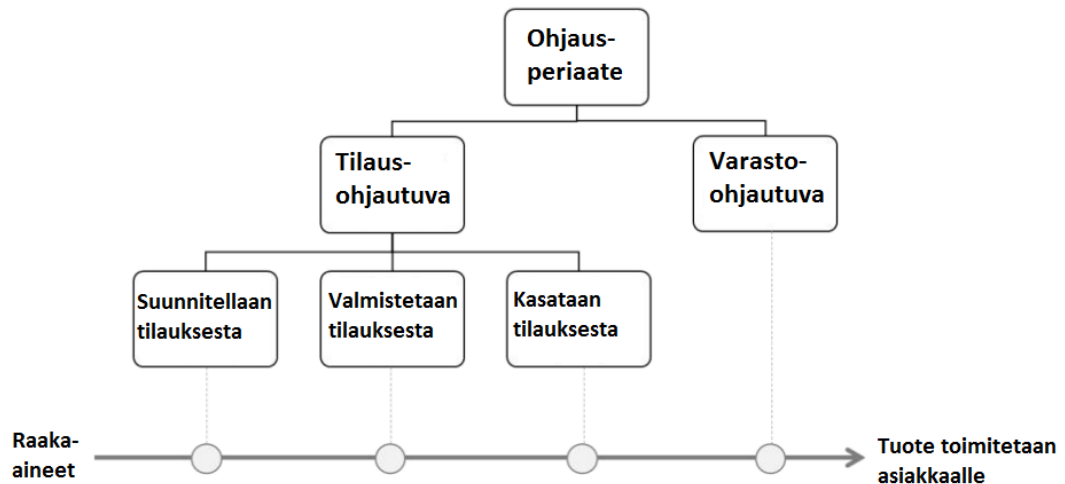 Ohjaus-
periaate
Tilaus-
ohjautuva
Varasto-
ohjautuva
Suunnitellaan
tilauksesta
Valmistetaan
tilauksesta
Kasataan
tilauksesta
Raaka-
aineet
Tuote toimitetaan
asiakkaalle